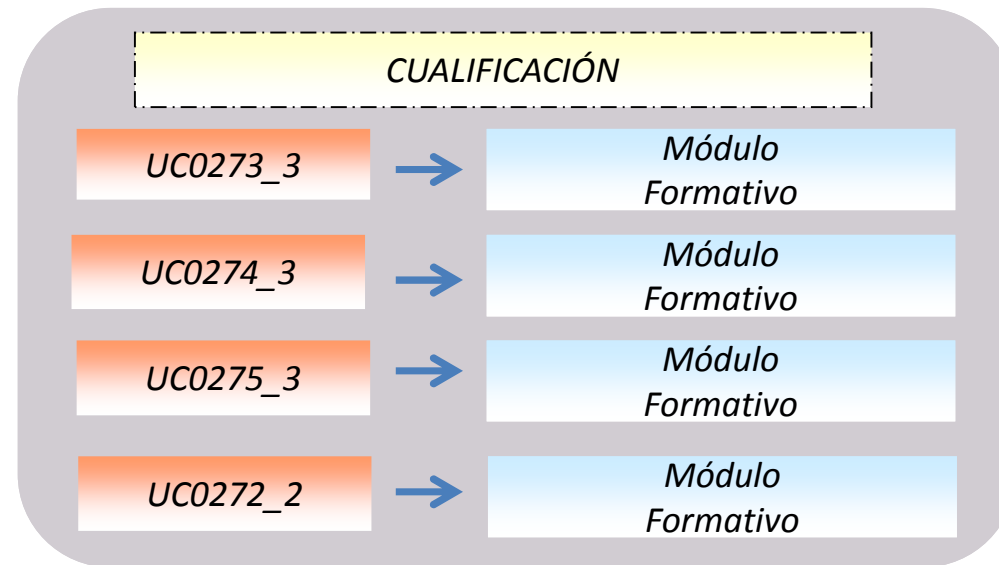 CUALIFICACIÓN
UC0273_3
Módulo
Formativo
UC0274_3
Módulo
Formativo
UC0275_3
Módulo
Formativo
UC0272_2
Módulo
Formativo